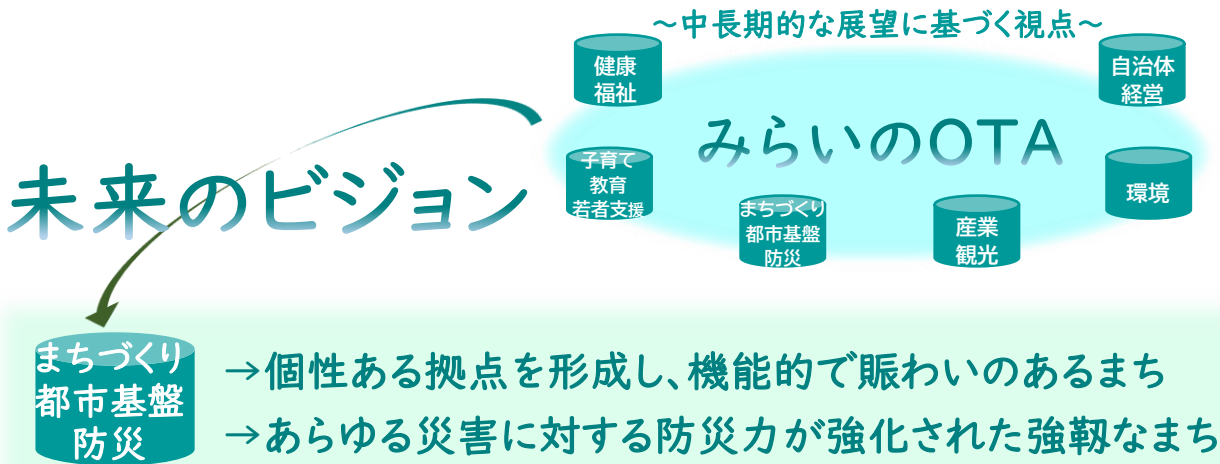 ～中長期的な展望に基づく視点～
健康
福祉
自治体
経営
みらいのOTA
子育て
教育
若者支援
環境
まちづくり
都市基盤
防災
産業
観光
未来のビジョン
まちづくり
都市基盤
防災
→個性ある拠点を形成し、機能的で賑わいのあるまち
→あらゆる災害に対する防災力が強化された強靱なまち